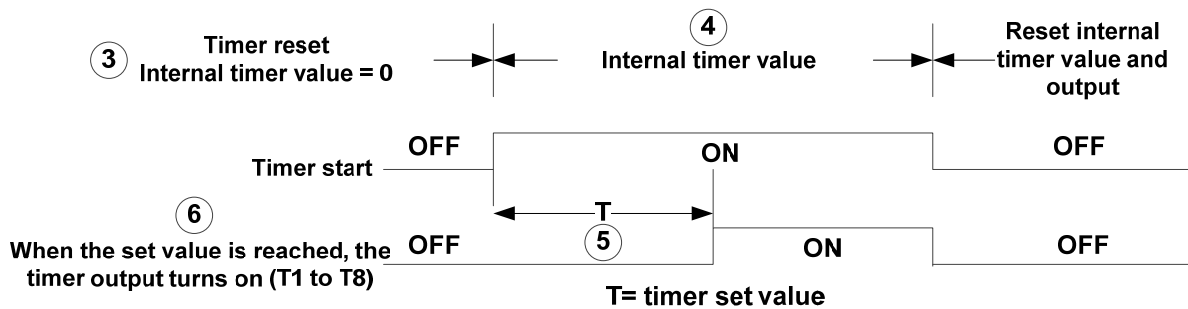 3
Timer reset
Internal timer value = 0
4
Internal timer value
Reset internal
timer value and
output
OFF
ON
OFF
Timer start
6
When the set value is reached, the
timer output turns on (T1 to T8)
T
5
OFF
ON
OFF
T= timer set value